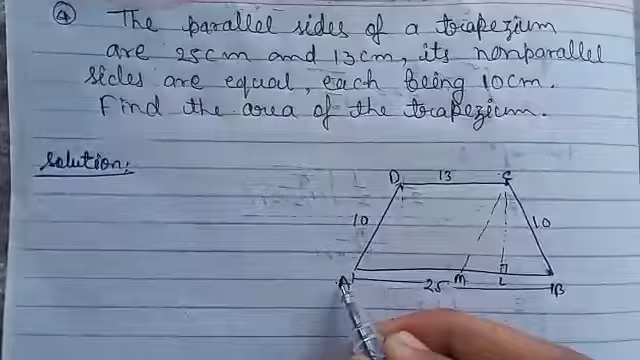 ④ The parallel sides of a trapezium
are 25cm and 13cm, its nonparallel
sides are equal, each being 10cm.
Find the area of the trapezium.
Solution:
D 13 C
10 10
A 25 M L B